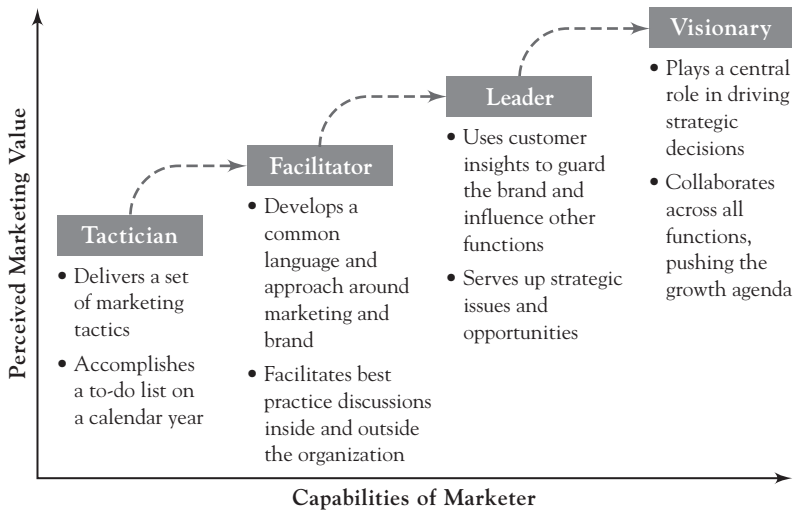 Perceived Marketing Value
Tactician
• Delivers a set
of marketing
tactics
• Accomplishes
a to-do list on
a calendar year
Facilitator
• Develops a
common
language and
approach around
marketing and
brand
• Facilitates best
practice discussions
inside and outside
the organization
Leader
• Uses customer
insights to guard
the brand and
influence other
functions
• Serves up strategic
issues and
opportunities
Visionary
• Plays a central
role in driving
strategic
decisions
• Collaborates
across all
functions,
pushing the
growth agenda
Capabilities of Marketer